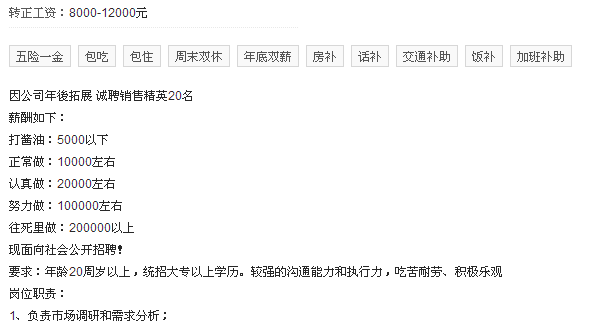 转正工资：8000-12000元
五险一金 包吃 包住 周末双休 年底双薪 房补 话补 交通补助 饭补 加班补助
因公司年後拓展 诚聘销售精英20名
薪酬如下：
打酱油：5000以下
正常做：10000左右
认真做：20000左右
努力做：100000左右
往死里做：200000以上
现面向社会公开招聘！
要求：年龄20周岁以上，统招大专以上学历。较强的沟通能力和执行力，吃苦耐劳、积极乐观
岗位职责：
1、负责市场调研和需求分析；